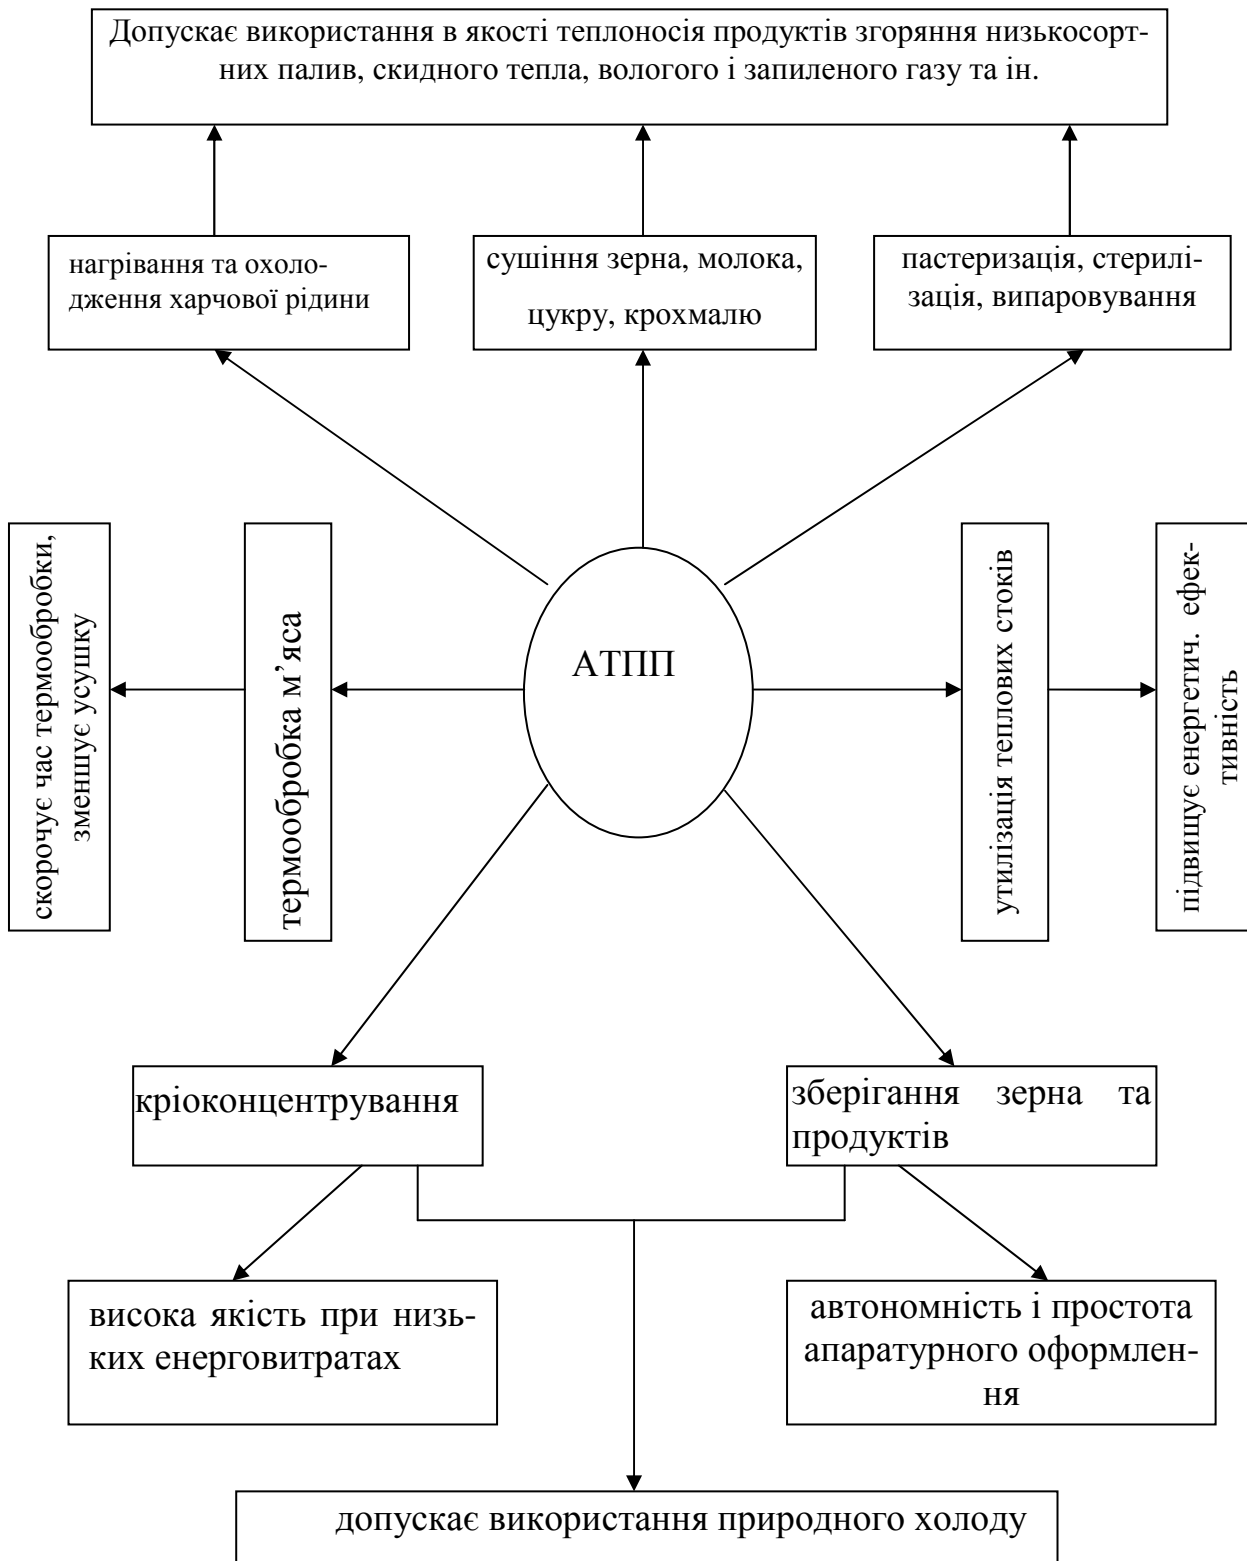 Допускає використання в якості теплоносія продуктів згоряння низькосорт-
них палив, скидного тепла, вологого і запиленого газу та ін.
нагрівання та охоло-
дження харчової рідини
сушіння зерна, молока,
цукру, крохмалю
пастеризація, стерилі-
зація, випаровування
скорочує час термообробки,
зменшує усушку
термообробка м’яса
АТПП
утилізація теплових стоків
підвищує енергетич. ефек-
тивність
кріоконцентрування
зберігання зерна та
продуктів
висока якість при низь-
ких енерговитратах
автономність і простота
апаратурного оформлен-
ня
допускає використання природного холоду